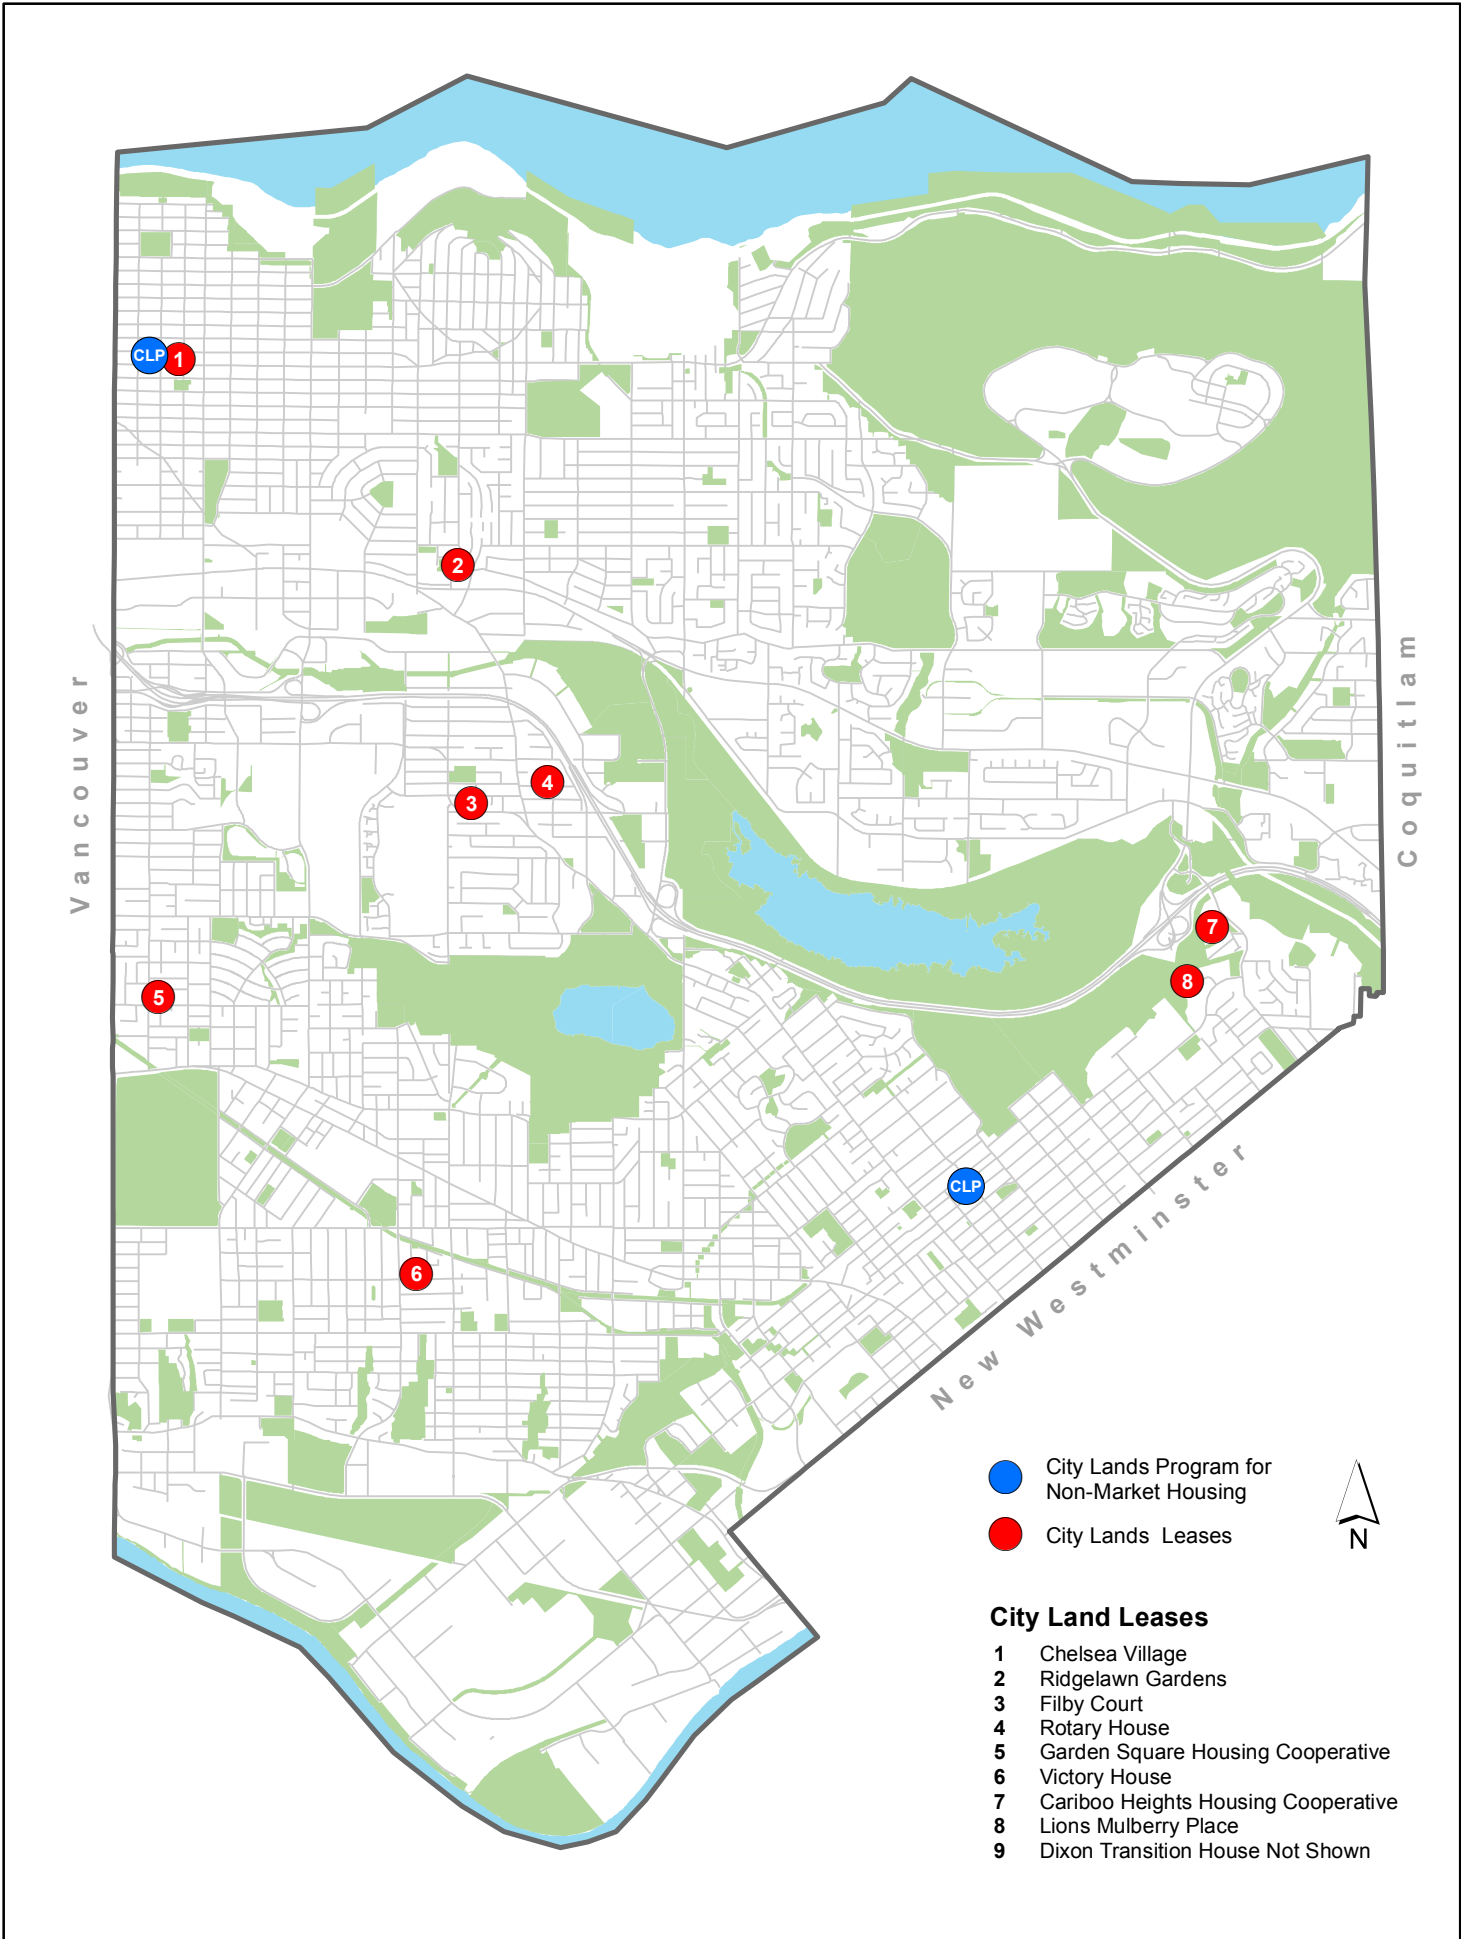 CLP
1
2
Vancouver
Coquitlam
4
3
7
8
5
CLP
New Westminster
6
City Lands Program for
Non-Market Housing
City Lands Leases
N
City Land Leases
1 Chelsea Village
2 Ridgelawn Gardens
3 Filby Court
4 Rotary House
5 Garden Square Housing Cooperative
6 Victory House
7 Cariboo Heights Housing Cooperative
8 Lions Mulberry Place
9 Dixon Transition House Not Shown